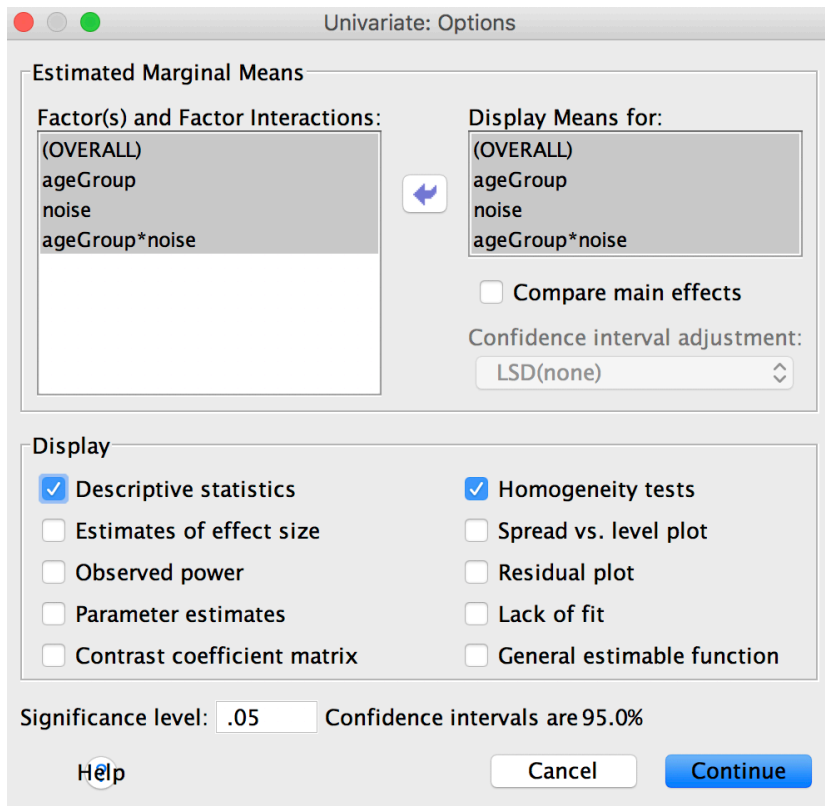 Univariate: Options
Estimated Marginal Means
Factor(s) and Factor Interactions:
(OVERALL)
ageGroup
noise
ageGroup*noise
Display Means for:
(OVERALL)
ageGroup
noise
ageGroup*noise
Compare main effects
Confidence interval adjustment:
LSD(none)
Display
Descriptive statistics
Estimates of effect size
Observed power
Parameter estimates
Contrast coefficient matrix
Homogeneity tests
Spread vs. level plot
Residual plot
Lack of fit
General estimable function
Significance level: .05 Confidence intervals are 95.0%
Help
Cancel
Continue